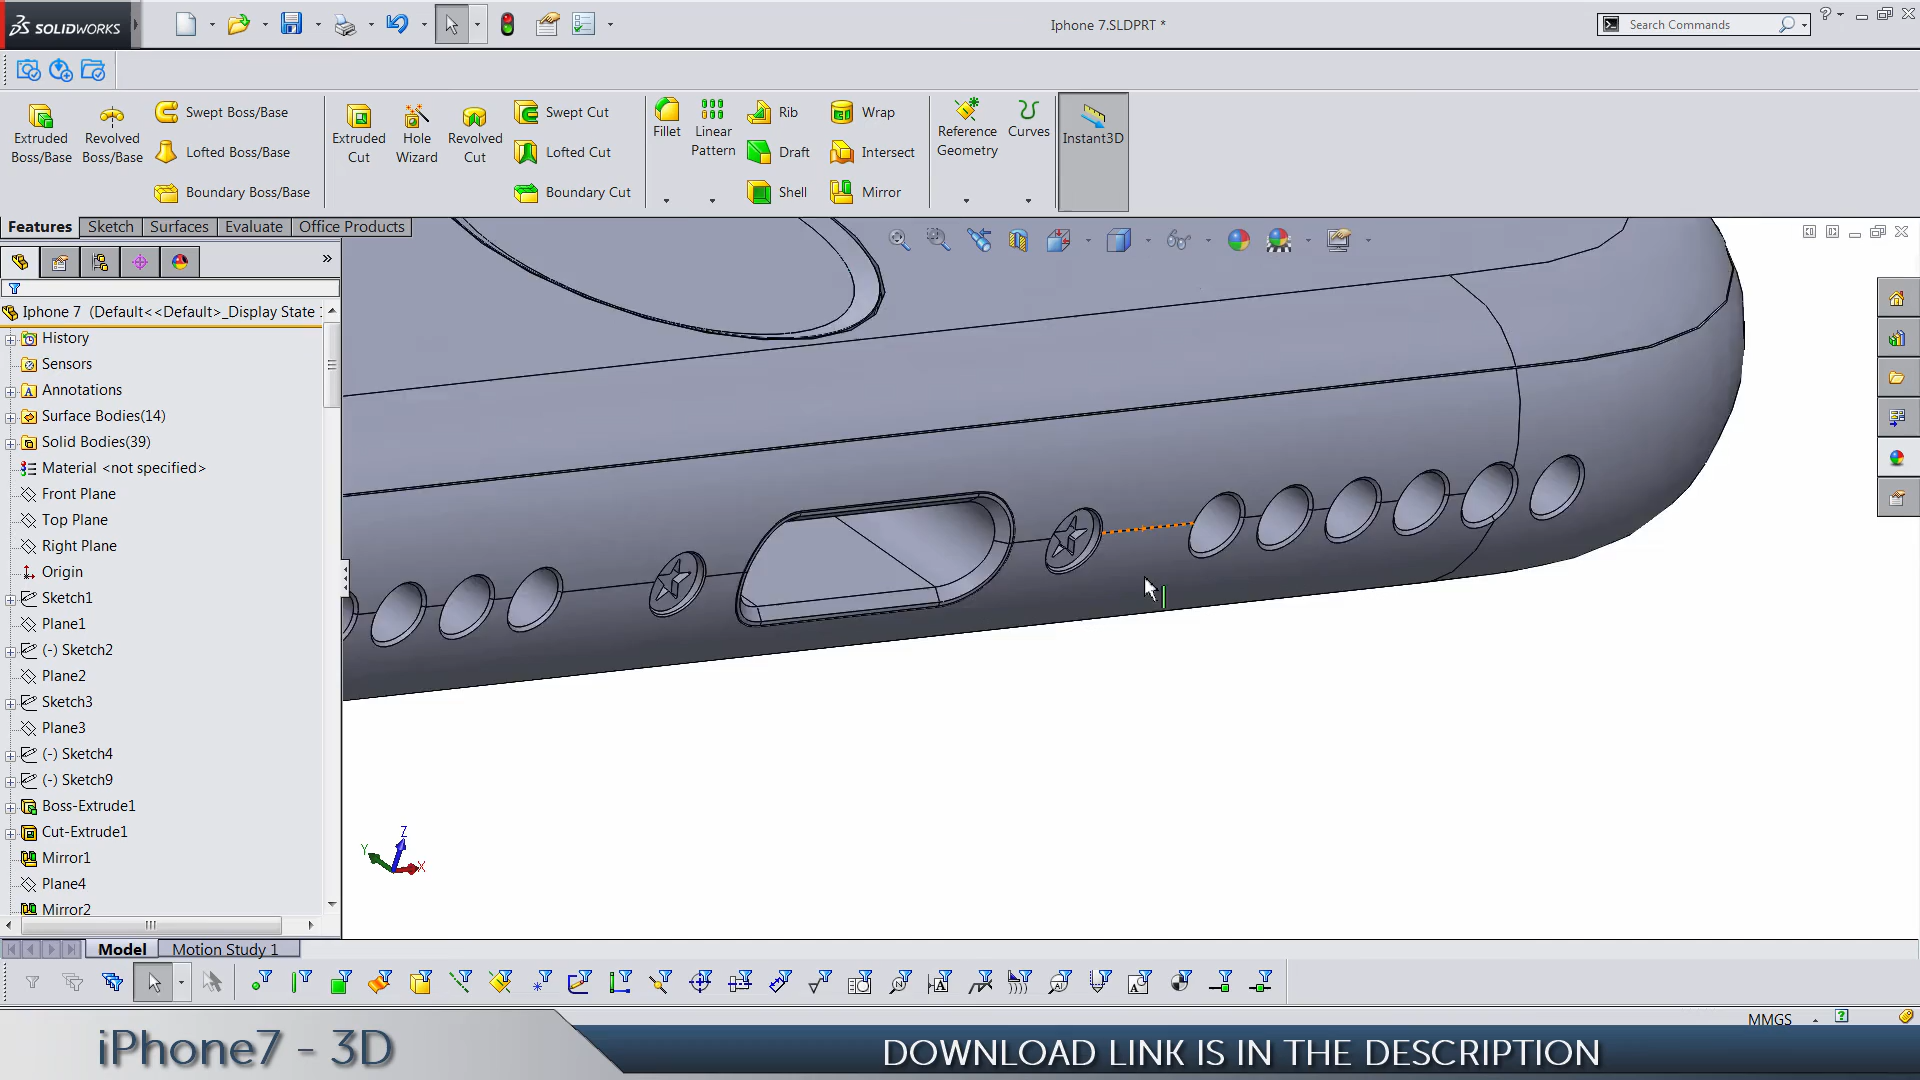 SOLIDWORKS
Iphone 7.SLDPRT *
Search Commands
Extruded Boss/Base
Revolved Boss/Base
Swept Boss/Base
Lofted Boss/Base
Boundary Boss/Base
Extruded Cut
Hole Wizard
Revolved Cut
Swept Cut
Lofted Cut
Boundary Cut
Fillet
Linear Pattern
Rib
Draft
Shell
Wrap
Intersect
Mirror
Reference Geometry
Curves
Instant3D
Features
Sketch
Surfaces
Evaluate
Office Products
Iphone 7 (Default<<Default>_Display State
History
Sensors
Annotations
Surface Bodies(14)
Solid Bodies(39)
Material <not specified>
Front Plane
Top Plane
Right Plane
Origin
Sketch1
Plane1
(-) Sketch2
Plane2
Sketch3
Plane3
(-) Sketch4
(-) Sketch9
Boss-Extrude1
Cut-Extrude1
Mirror1
Plane4
Mirror2
Z
Y
X
Model
Motion Study 1
MMGS
iPhone7 - 3D
DOWNLOAD LINK IS IN THE DESCRIPTION